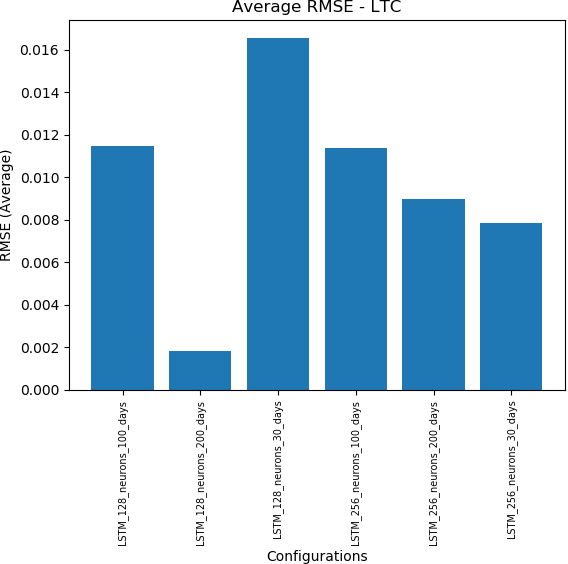 Average RMSE - LTC
RMSE (Average)
0.016
0.014
0.012
0.010
0.008
0.006
0.004
0.002
0.000
LSTM_128_neurons_100_days
LSTM_128_neurons_200_days
LSTM_128_neurons_30_days
LSTM_256_neurons_100_days
LSTM_256_neurons_200_days
LSTM_256_neurons_30_days
Configurations